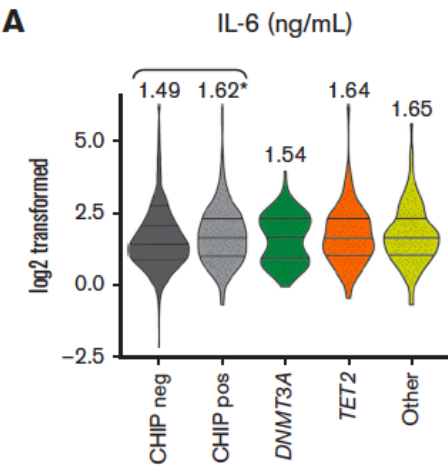 A
IL-6 (ng/mL)
1.49 1.62* 1.54 1.64 1.65
log2 transformed
5.0
2.5
0.0
−2.5
CHIP neg
CHIP pos
DNMT3A
TET2
Other